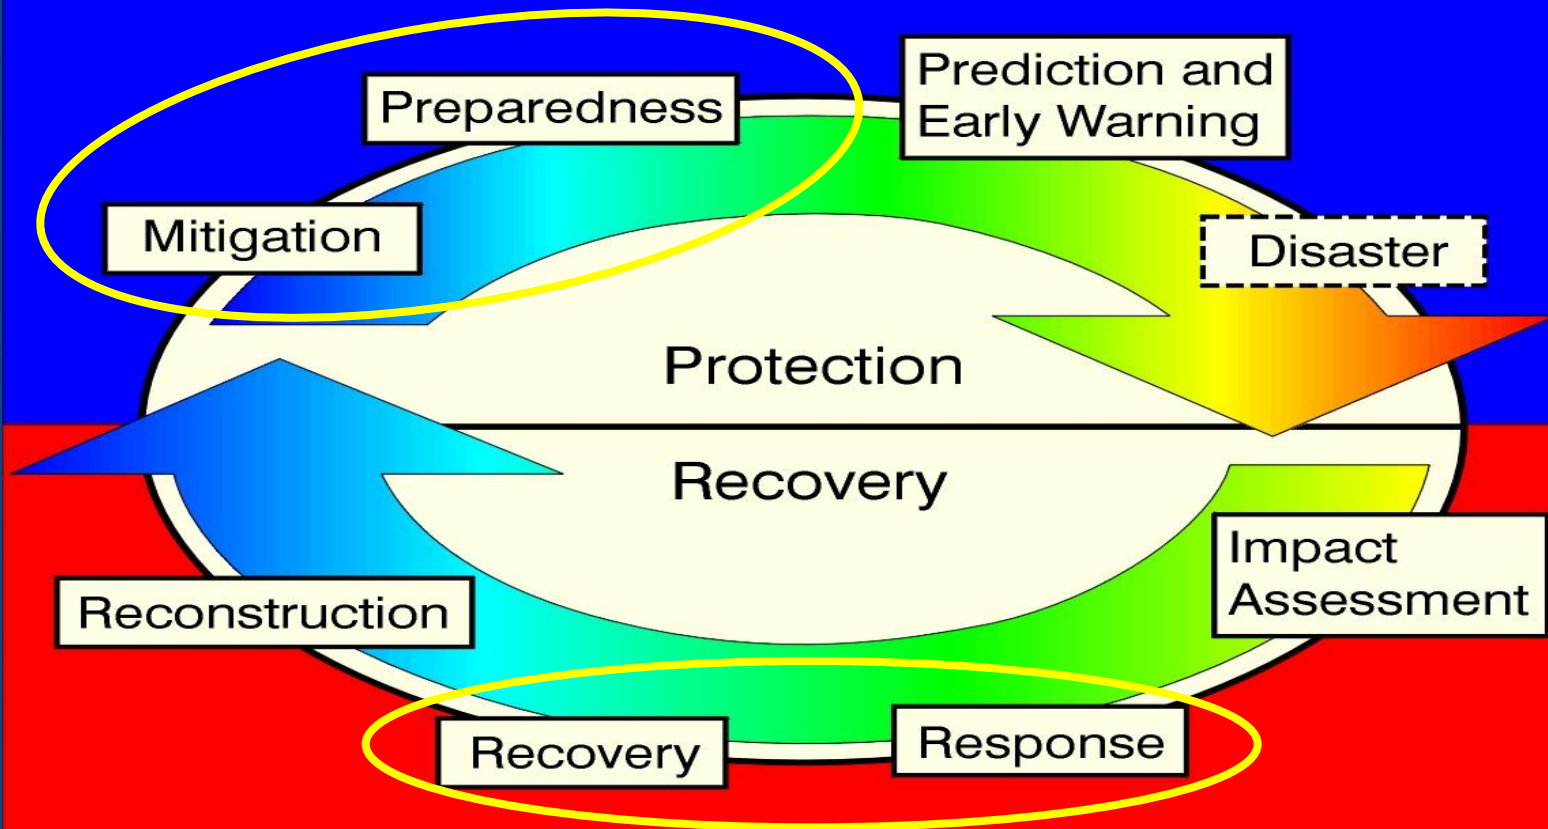 Preparedness
Prediction and
Early Warning
Mitigation
Disaster
Protection
Recovery
Impact
Assessment
Reconstruction
Recovery
Response